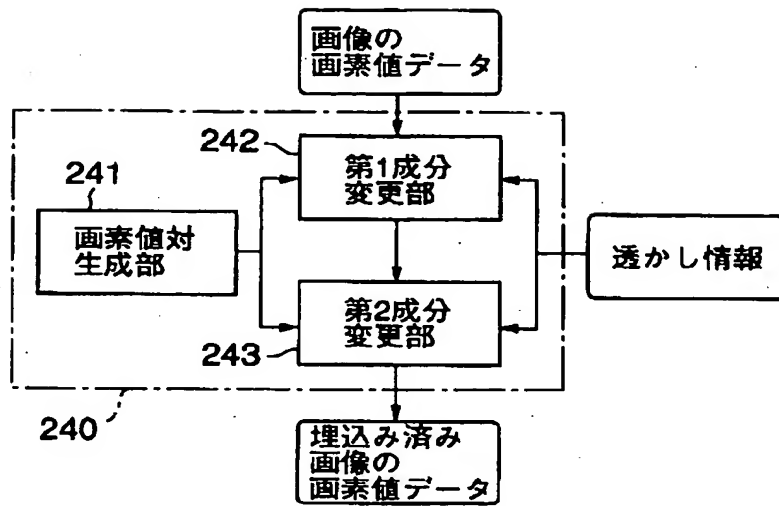 画像の
画素値データ
242
第1成分
変更部
241
画素値対
生成部
透かし情報
第2成分
変更部
243
240
埋込み済み
画像の
画素値データ